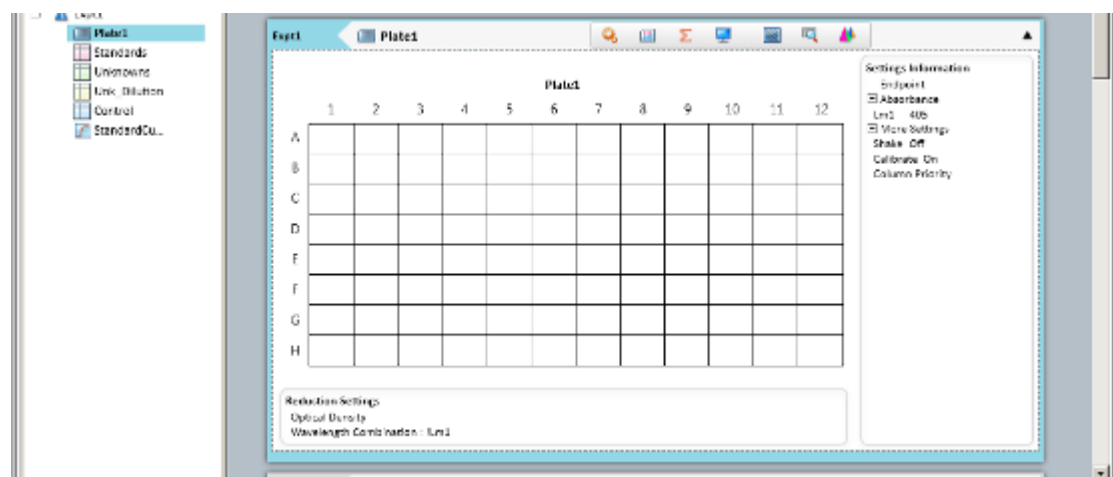 Expt1
Plate1
Standards
Unknowns
Unk_Dilution
Control
StandardCu...
Expt1 Plate1
Plate1
1 2 3 4 5 6 7 8 9 10 11 12
A
B
C
D
E
F
G
H
Settings Information
Endpoint
Absorbance
Lm1 405
More Settings
Shake Off
Calibrate On
Column Priority
Reduction Settings
Optical Density
Wavelength Combination : !Lm1